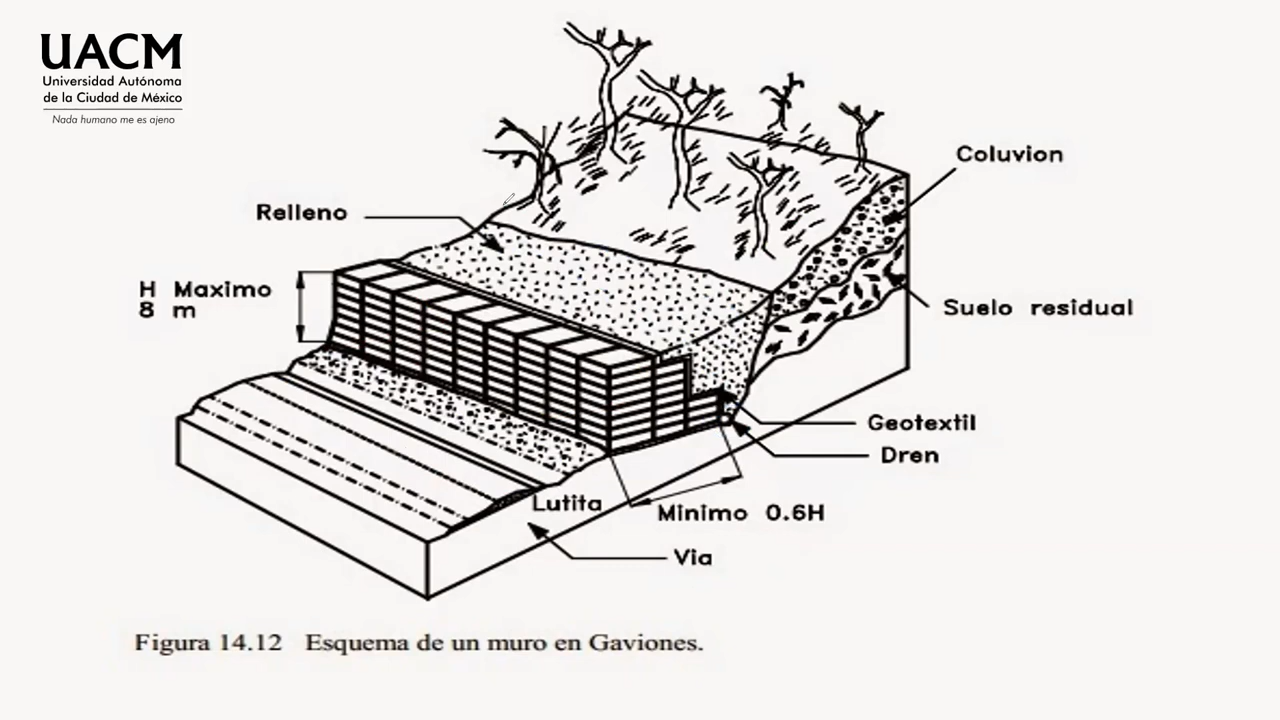 UACM
Universidad Autónoma
de la Ciudad de México
Nada humano me es ajeno
Coluvion
Relleno
H Maximo
8 m
Suelo residual
Geotextil
Dren
Lutita
Minimo 0.6H
Via
Figura 14.12 Esquema de un muro en Gaviones.